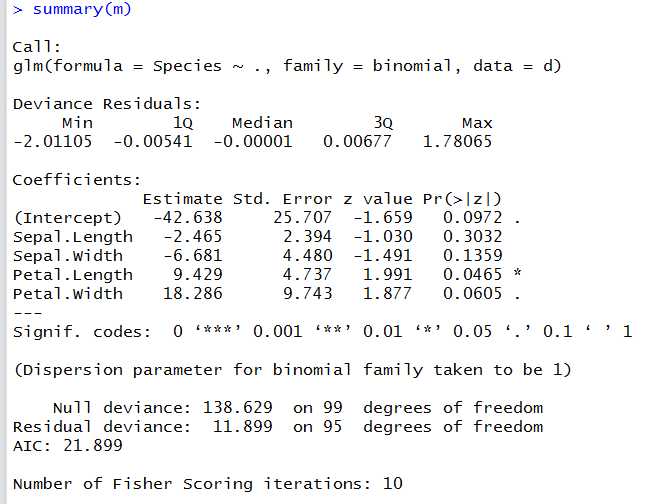 > summary(m)
Call:
glm(formula = Species ~ ., family = binomial, data = d)
Deviance Residuals:
     Min        1Q    Median        3Q       Max
-2.01105  -0.00541  -0.00001   0.00677   1.78065
Coefficients:
             Estimate Std. Error z value Pr(>|z|)
(Intercept)   -42.638     25.707  -1.659   0.0972 .
Sepal.Length   -2.465      2.394  -1.030   0.3032
Sepal.Width    -6.681      4.480  -1.491   0.1359
Petal.Length    9.429      4.737   1.991   0.0465 *
Petal.Width    18.286      9.743   1.877   0.0605 .
---
Signif. codes:  0 ‘***’ 0.001 ‘**’ 0.01 ‘*’ 0.05 ‘.’ 0.1 ‘ ’ 1
(Dispersion parameter for binomial family taken to be 1)
    Null deviance: 138.629  on 99  degrees of freedom
Residual deviance:  11.899  on 95  degrees of freedom
AIC: 21.899
Number of Fisher Scoring iterations: 10